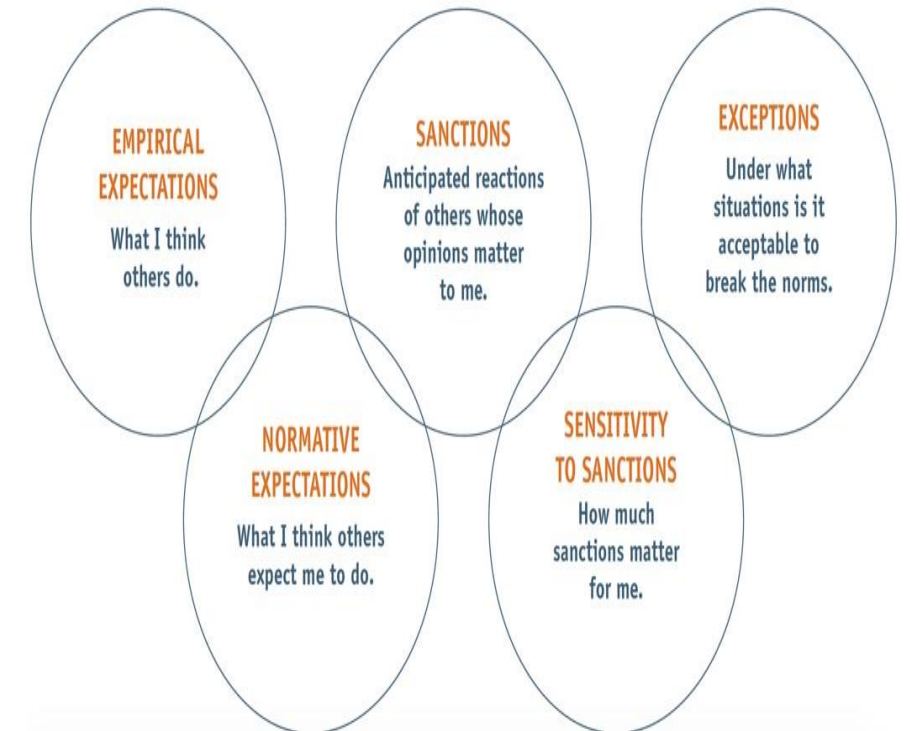 EMPIRICAL
EXPECTATIONS
What I think
others do.
NORMATIVE
EXPECTATIONS
What I think others
expect me to do.
SANCTIONS
Anticipated reactions
of others whose
opinions matter
to me.
SENSITIVITY
TO SANCTIONS
How much
sanctions matter
for me.
EXCEPTIONS
Under what
situations is it
acceptable to
break the norms.